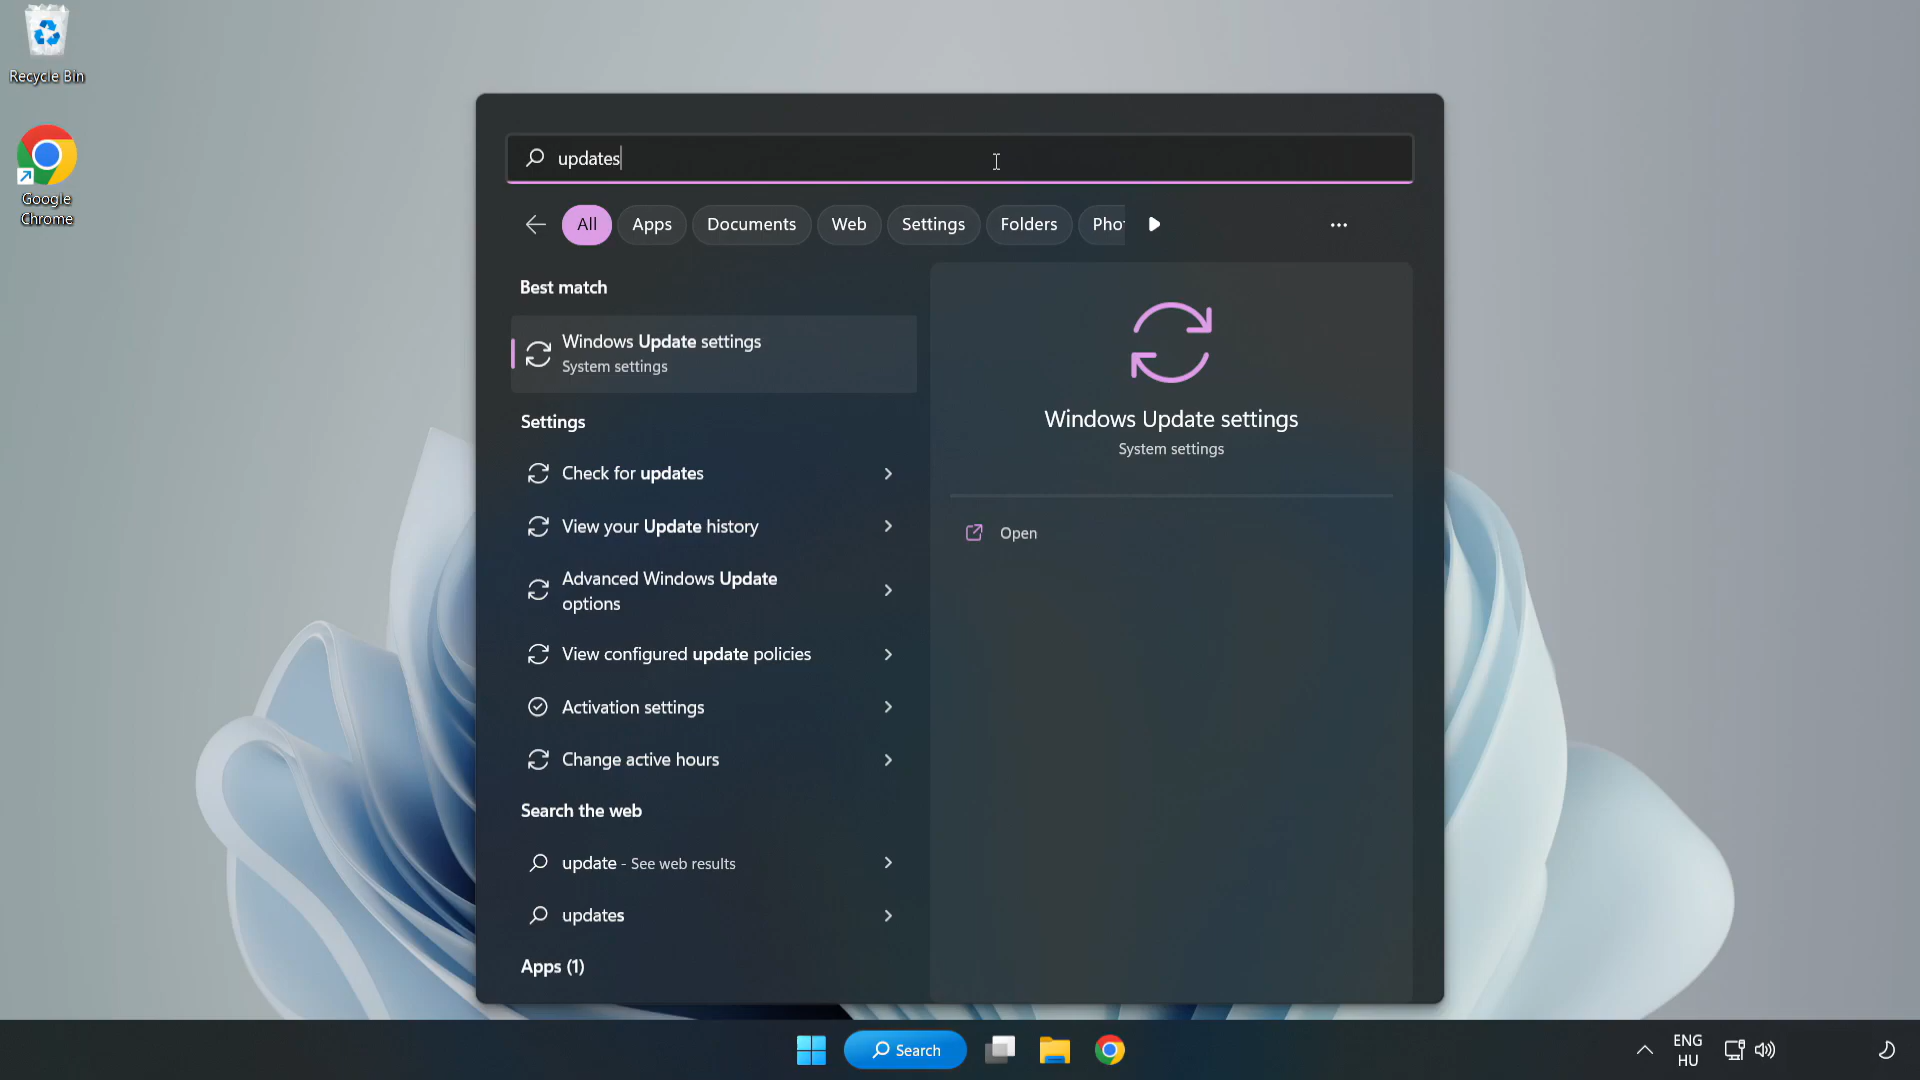 Recycle Bin
Google
Chrome
updates
All
Apps
Documents
Web
Settings
Folders
Best match
Windows Update settings
System settings
Settings
Check for updates
View your Update history
Advanced Windows Update
options
View configured update policies
Activation settings
Change active hours
Search the web
update - See web results
updates
Apps (1)
Windows Update settings
System settings
Open
Search
ENG
HU